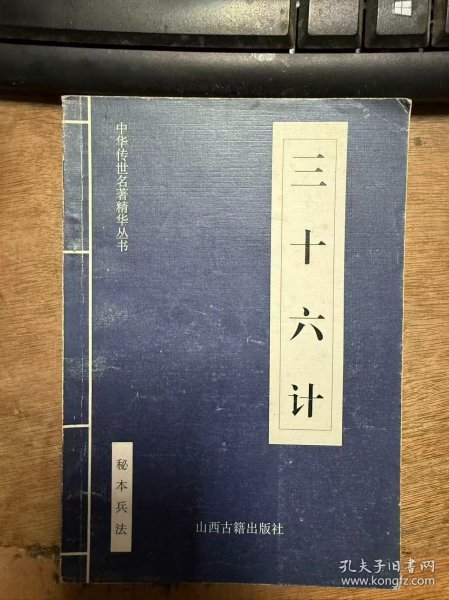 中华传世名著精华丛书
三十六计
秘本兵法
山西古籍出版社
孔夫子旧书网
www.kongfz.com